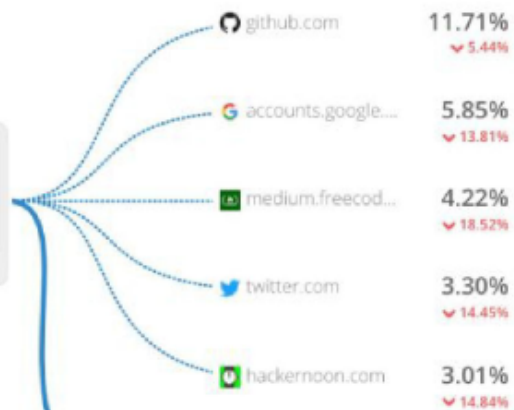 github.com 11.71%
5.44%
accounts.google.... 5.85%
13.81%
medium.freecod... 4.22%
18.52%
twitter.com 3.30%
14.45%
hackernoon.com 3.01%
14.84%